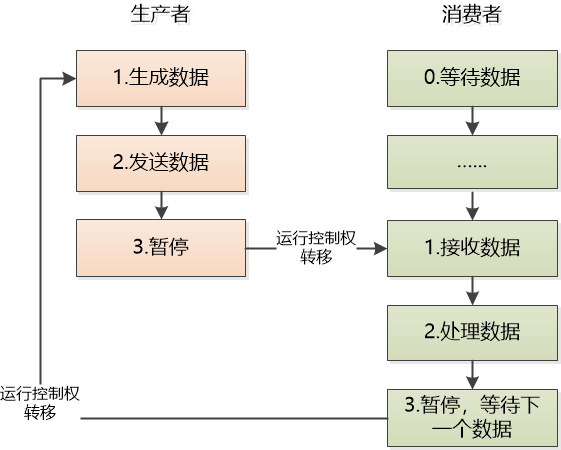 生产者
消费者
1.生成数据
0.等待数据
2.发送数据
……
3.暂停
运行控制权
转移
1.接收数据
2.处理数据
运行控制权
转移
3.暂停，等待下
一个数据